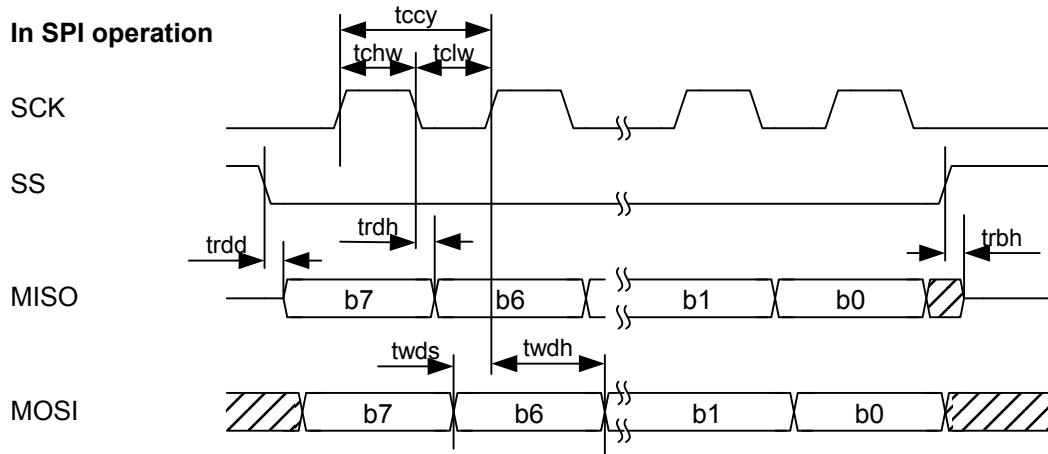 In SPI operation
tccy
tchw tclw
SCK
SS
trdd trdh trbh
MISO b7 b6 b1 b0
twds twdh
MOSI b7 b6 b1 b0